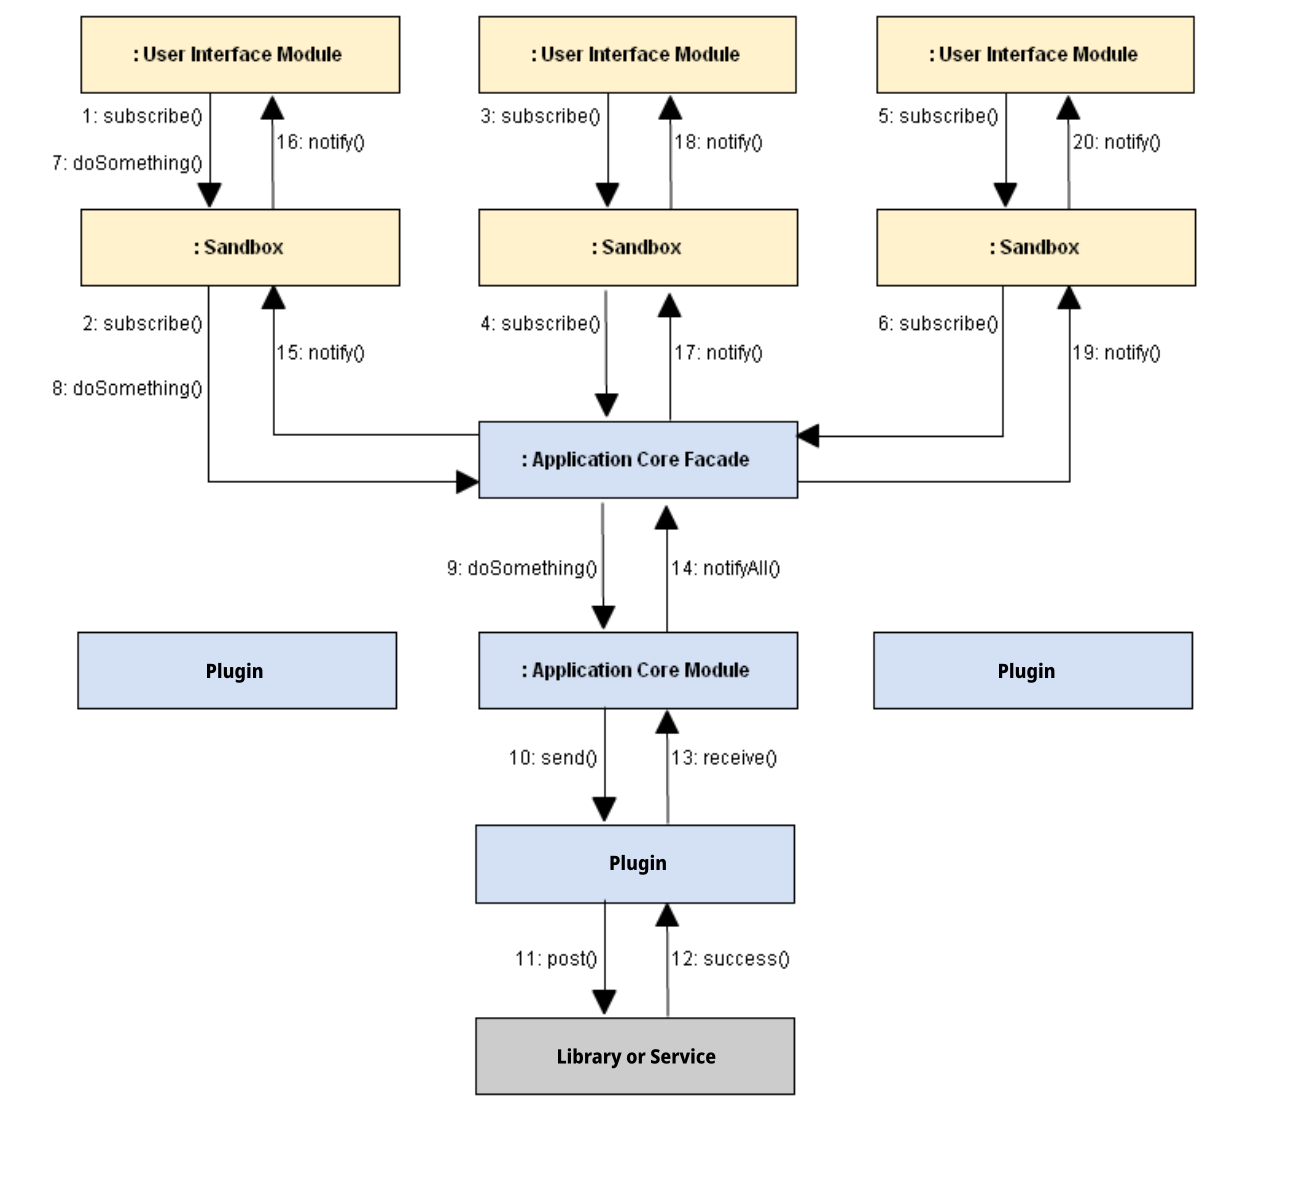 : User Interface Module
: User Interface Module
: User Interface Module
1: subscribe()
3: subscribe()
5: subscribe()
16: notify()
18: notify()
20: notify()
7: doSomething()
: Sandbox
: Sandbox
: Sandbox
2: subscribe()
4: subscribe()
6: subscribe()
15: notify()
17: notify()
19: notify()
8: doSomething()
: Application Core Facade
9: doSomething()
14: notifyAll()
Plugin
: Application Core Module
Plugin
10: send()
13: receive()
Plugin
11: post()
12: success()
Library or Service